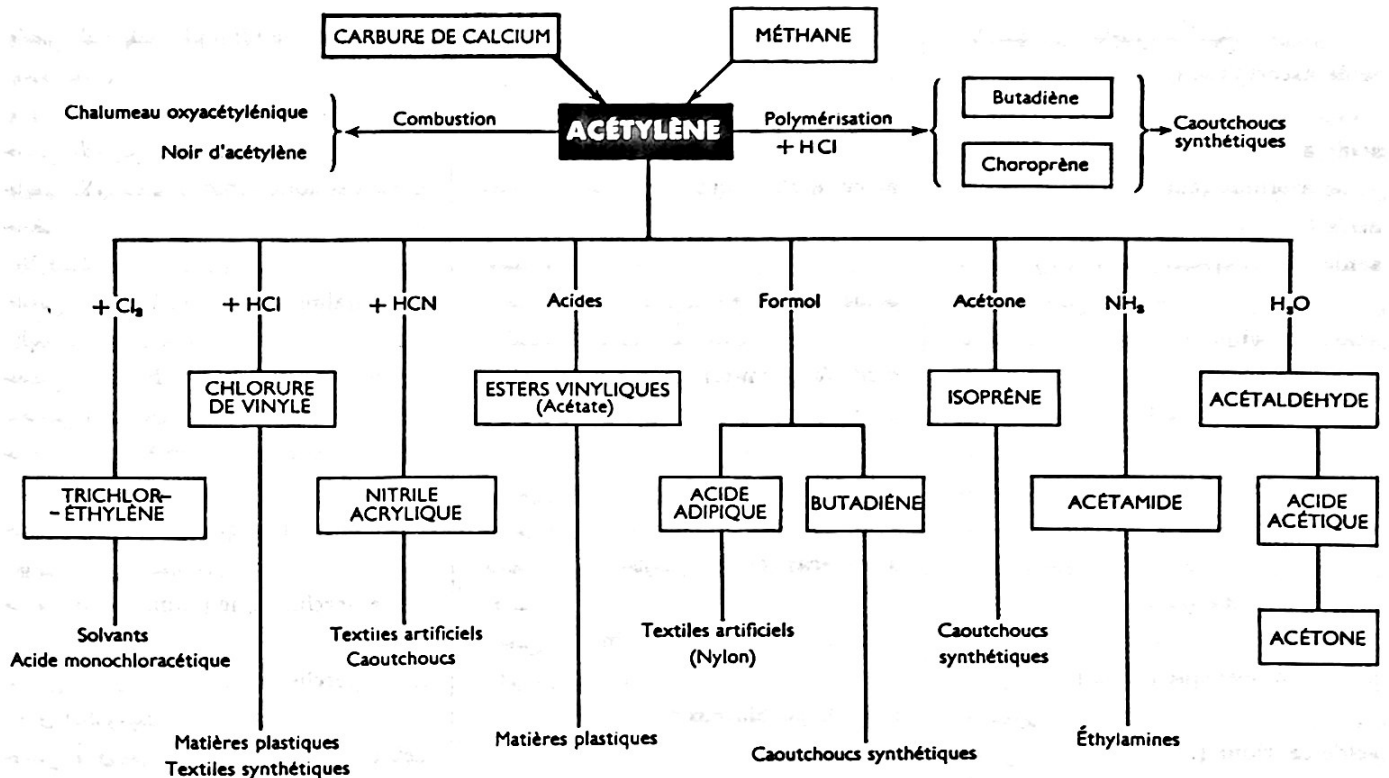 CARBURE DE CALCIUM
MÉTHANE
Chalumeau oxyacétylénique
Noir d'acétylène
Combustion
ACÉTYLÈNE
Polymérisation
+ HCl
Butadiène
Choroprène
Caoutchoucs
synthétiques
+ Cl₂
+ HCl
+ HCN
Acides
Formol
Acétone
NH₃
H₂O
CHLORURE
DE VINYLE
ESTERS VINYLIQUES
(Acétate)
ISOPRÈNE
ACÉTALDÉHYDE
TRICHLOR-
-ÉTHYLÈNE
NITRILE
ACRYLIQUE
ACIDE
ADIPIQUE
BUTADIÈNE
ACÉTAMIDE
ACIDE
ACÉTIQUE
Solvants
Acide monochloracétique
Textiles artificiels
Caoutchoucs
Textiles artificiels
(Nylon)
Caoutchoucs
synthétiques
ACÉTONE
Matières plastiques
Textiles synthétiques
Matières plastiques
Caoutchoucs synthétiques
Éthylamines